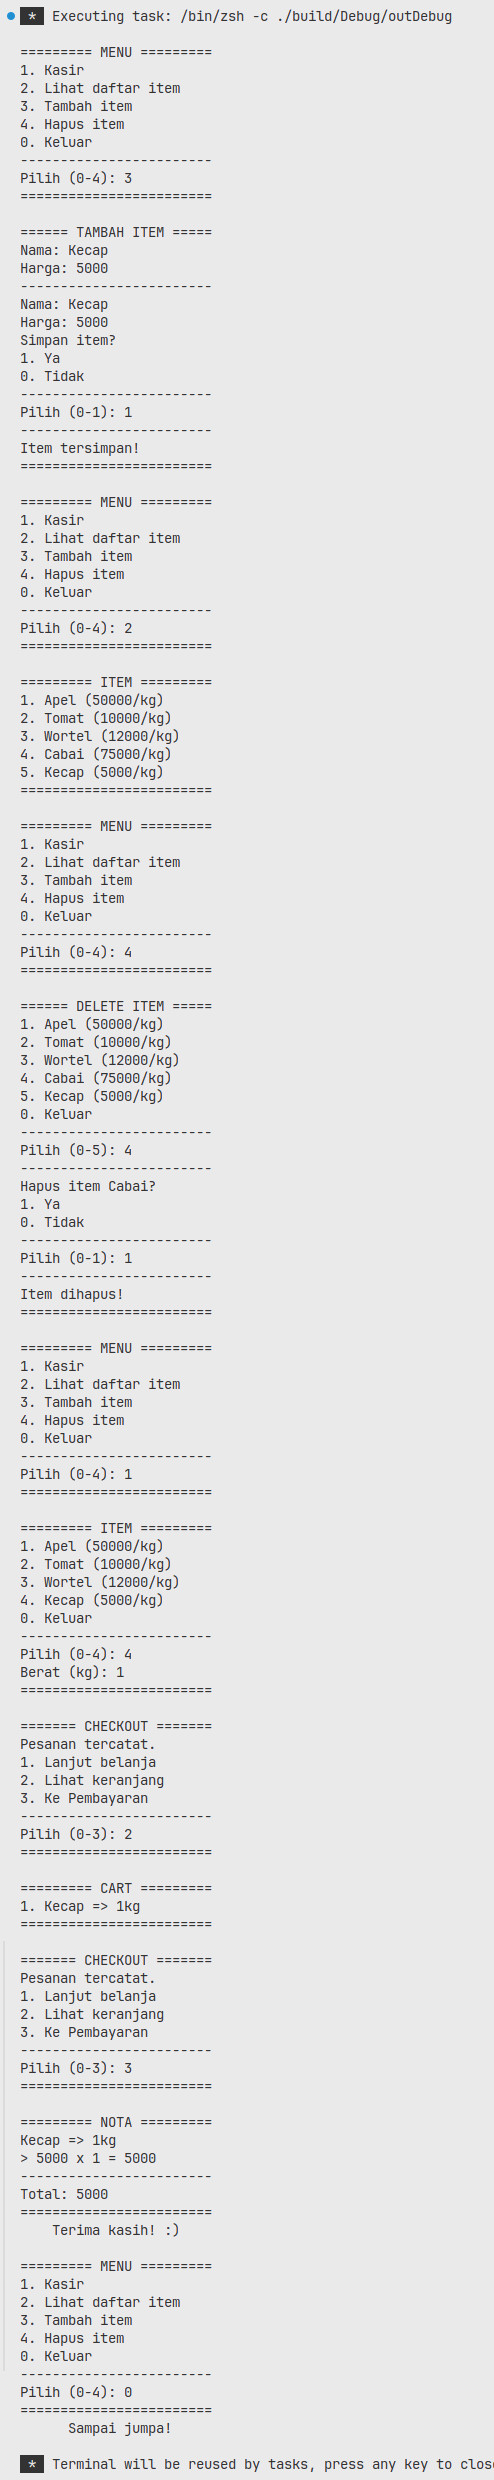 * Executing task: /bin/zsh -c ./build/Debug/outDebug
========= MENU =========
1. Kasir
2. Lihat daftar item
3. Tambah item
4. Hapus item
0. Keluar
------------------------
Pilih (0-4): 3
========================
====== TAMBAH ITEM =====
Nama: Kecap
Harga: 5000
------------------------
Nama: Kecap
Harga: 5000
Simpan item?
1. Ya
0. Tidak
------------------------
Pilih (0-1): 1
------------------------
Item tersimpan!
========================
========= MENU =========
1. Kasir
2. Lihat daftar item
3. Tambah item
4. Hapus item
0. Keluar
------------------------
Pilih (0-4): 2
========================
========= ITEM =========
1. Apel (50000/kg)
2. Tomat (10000/kg)
3. Wortel (12000/kg)
4. Cabai (75000/kg)
5. Kecap (5000/kg)
========================
========= MENU =========
1. Kasir
2. Lihat daftar item
3. Tambah item
4. Hapus item
0. Keluar
------------------------
Pilih (0-4): 4
========================
====== DELETE ITEM =====
1. Apel (50000/kg)
2. Tomat (10000/kg)
3. Wortel (12000/kg)
4. Cabai (75000/kg)
5. Kecap (5000/kg)
0. Keluar
------------------------
Pilih (0-5): 4
------------------------
Hapus item Cabai?
1. Ya
0. Tidak
------------------------
Pilih (0-1): 1
------------------------
Item dihapus!
========================
========= MENU =========
1. Kasir
2. Lihat daftar item
3. Tambah item
4. Hapus item
0. Keluar
------------------------
Pilih (0-4): 1
========================
========= ITEM =========
1. Apel (50000/kg)
2. Tomat (10000/kg)
3. Wortel (12000/kg)
4. Kecap (5000/kg)
0. Keluar
------------------------
Pilih (0-4): 4
Berat (kg): 1
========================
======= CHECKOUT =======
Pesanan tercatat.
1. Lanjut belanja
2. Lihat keranjang
3. Ke Pembayaran
------------------------
Pilih (0-3): 2
========================
========= CART =========
1. Kecap => 1kg
========================
======= CHECKOUT =======
Pesanan tercatat.
1. Lanjut belanja
2. Lihat keranjang
3. Ke Pembayaran
------------------------
Pilih (0-3): 3
========================
========= NOTA =========
Kecap => 1kg
> 5000 x 1 = 5000
------------------------
Total: 5000
========================
Terima kasih! :)
========= MENU =========
1. Kasir
2. Lihat daftar item
3. Tambah item
4. Hapus item
0. Keluar
------------------------
Pilih (0-4): 0
========================
Sampai jumpa!
* Terminal will be reused by tasks, press any key to close